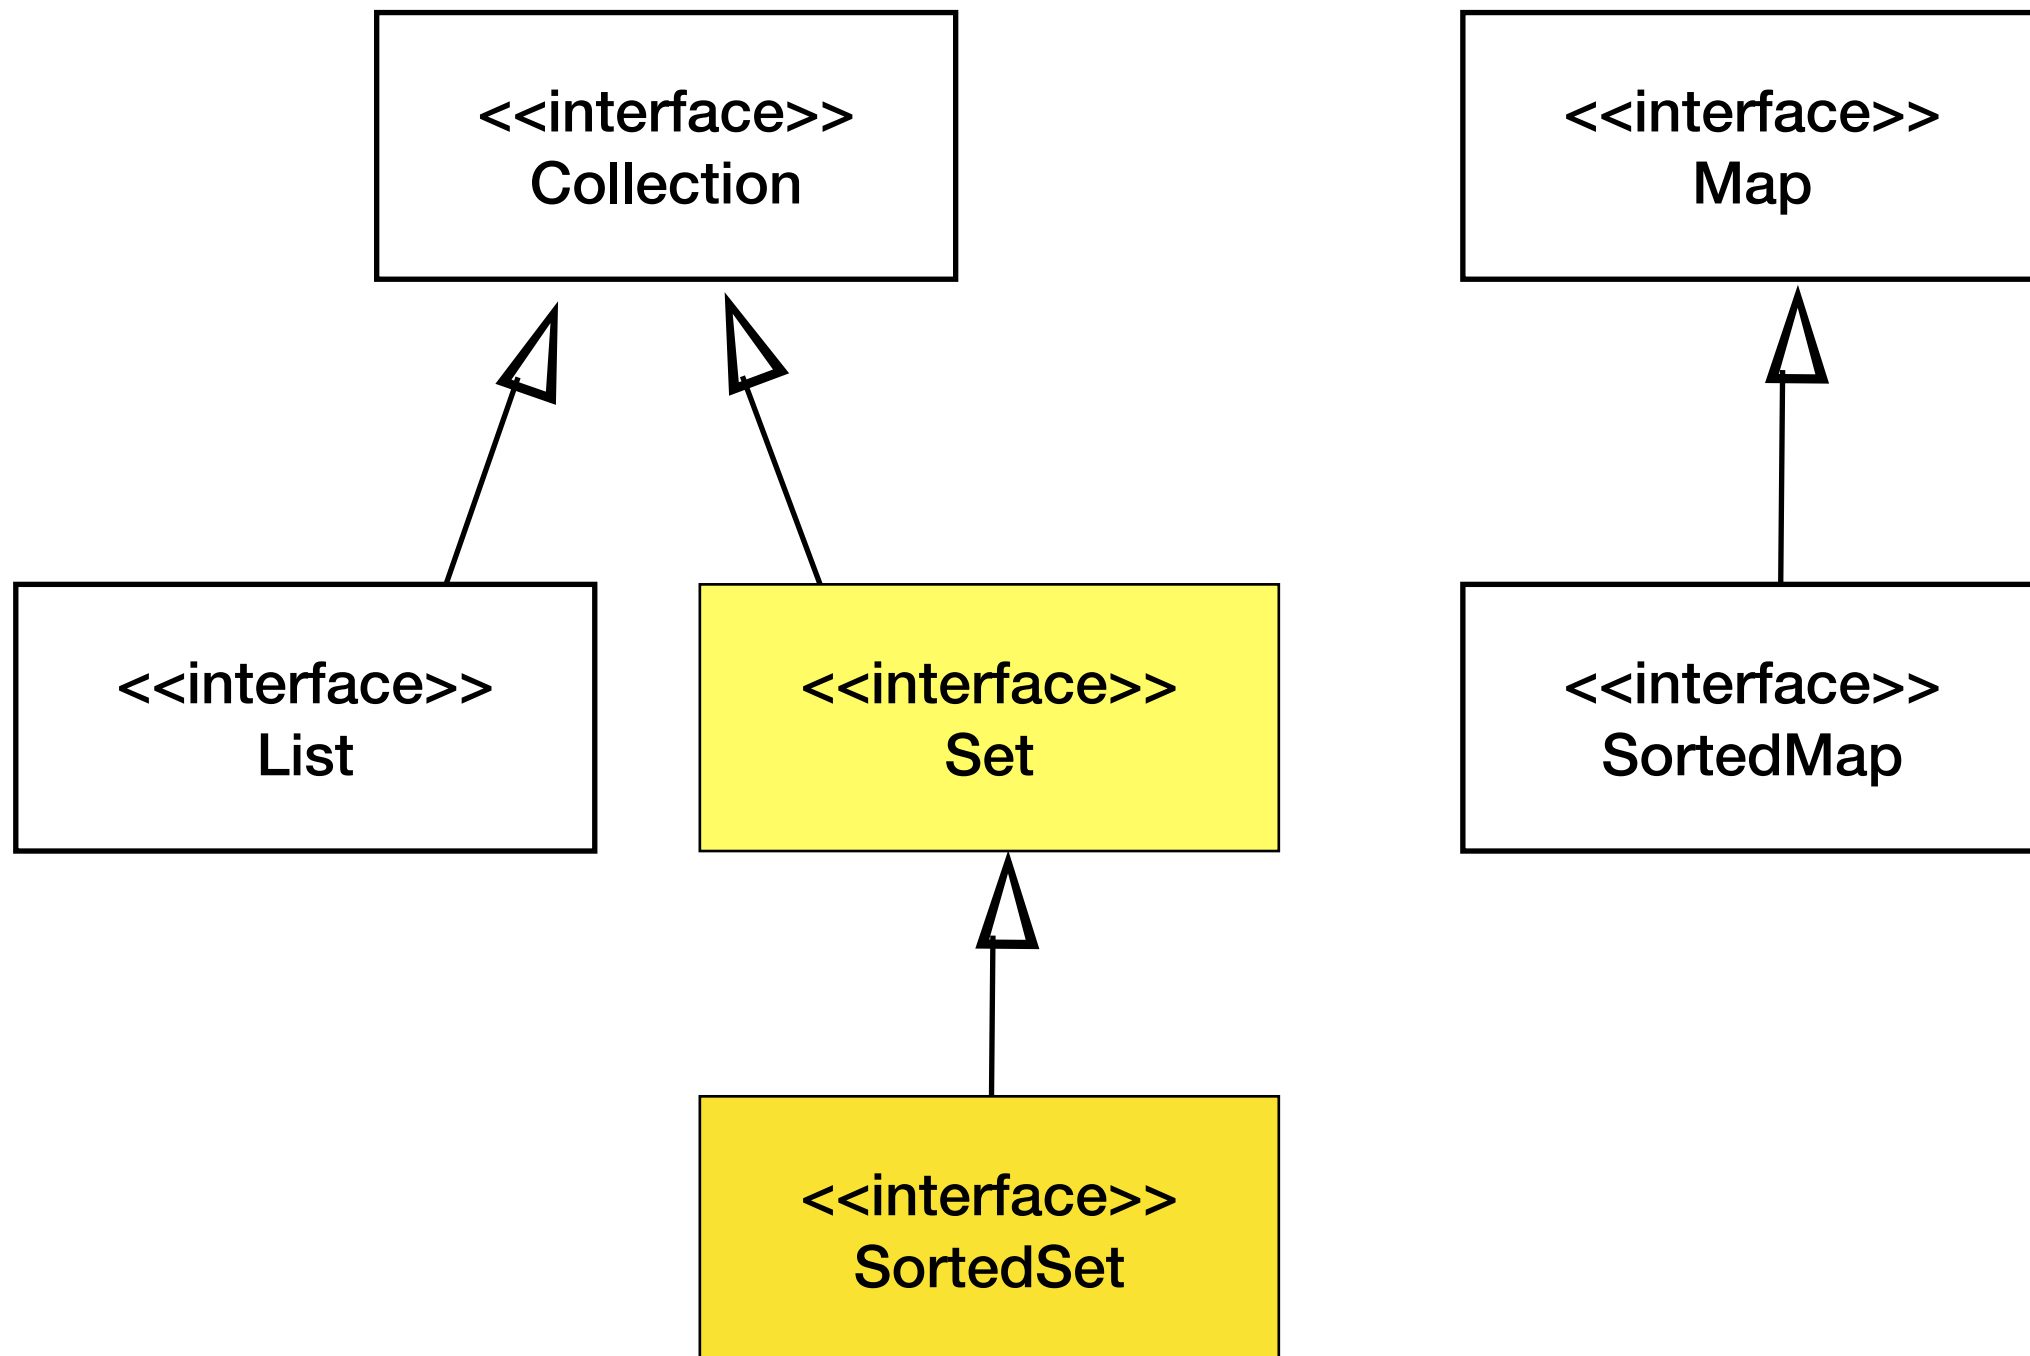 <<interface>>
Collection
<<interface>>
Map
<<interface>>
List
<<interface>>
Set
<<interface>>
SortedMap
<<interface>>
SortedSet